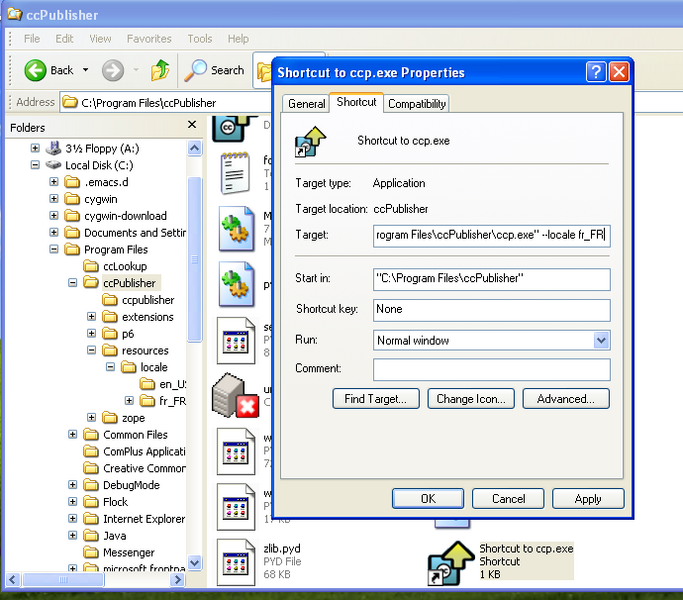 ccPublisher
File Edit View Favorites Tools Help
Back
Search
Address C:\Program Files\ccPublisher
Folders
3½ Floppy (A:)
Local Disk (C:)
.emacs.d
cygwin
cygwin-download
Documents and Settin
Program Files
ccLookup
ccPublisher
ccpublisher
extensions
p6
resources
locale
en_US
fr_FR
zope
Common Files
ComPlus Applicati
Creative Common
DebugMode
Flock
Internet Explorer
Java
Messenger
microsoft frontpa
cc
zlib.pyd
PYD File
68 KB
Shortcut to ccp.exe
Shortcut
1 KB
Shortcut to ccp.exe Properties
General Shortcut Compatibility
Shortcut to ccp.exe
Target type: Application
Target location: ccPublisher
Target: rogram Files\ccPublisher\ccp.exe" --locale fr_FR
Start in: "C:\Program Files\ccPublisher"
Shortcut key: None
Run: Normal window
Comment:
Find Target... Change Icon... Advanced...
OK Cancel Apply